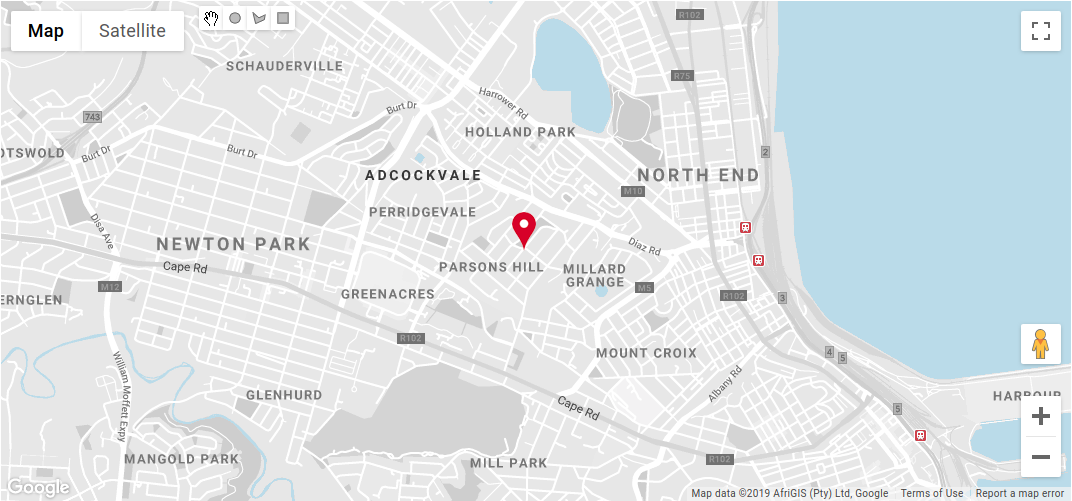 Map
Satellite
R102
SCHAUDERVILLE
R75
Harrower Rd
Burt Dr
743
HOLLAND PARK
OTSWOLD
Burt Dr
Burt Dr
2
ADCOCKVALE
NORTH END
M10
PERRIDGEVALE
Disa Ave
NEWTON PARK
Diaz Rd
Cape Rd
PARSONS HILL
MILLARD
GRANGE
M12
M5
ERNGLEN
GREENACRES
R102
3
R102
MOUNT CROIX
4
5
William Moffett Expy
Albany Rd
GLENHURD
HARBOUR
Cape Rd
5
MANGOLD PARK
MILL PARK
R102
Google
Map data ©2019 AfriGIS (Pty) Ltd, Google
Terms of Use
Report a map error